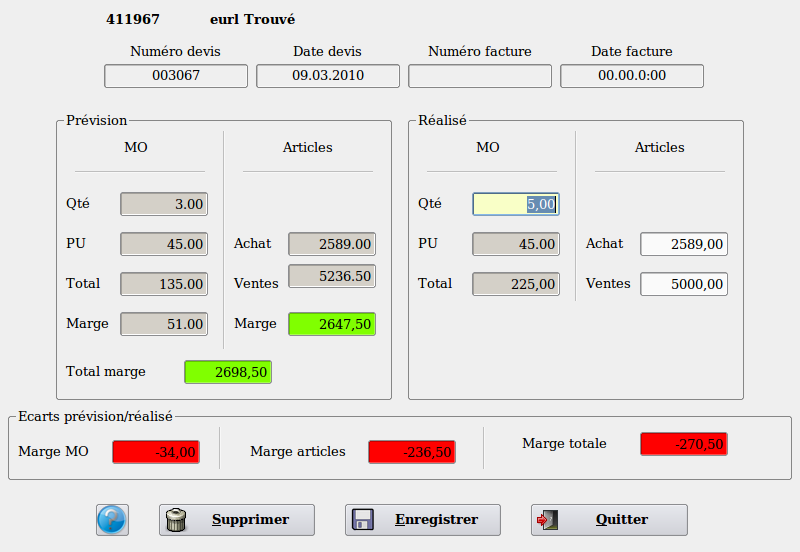 411967 eurl Trouvé
Numéro devis Date devis Numéro facture Date facture
003067 09.03.2010 00.00.0:00
Prévision Réalisé
MO Articles MO Articles
Qté 3.00 Qté 5,00
PU 45.00 Achat 2589.00 PU 45.00 Achat 2589,00
Total 135.00 Ventes 5236.50 Total 225,00 Ventes 5000,00
Marge 51.00 Marge 2647,50
Total marge 2698,50
Ecarts prévision/réalisé
Marge MO -34,00 Marge articles -236,50 Marge totale -270,50
? Supprimer Enregistrer Quitter